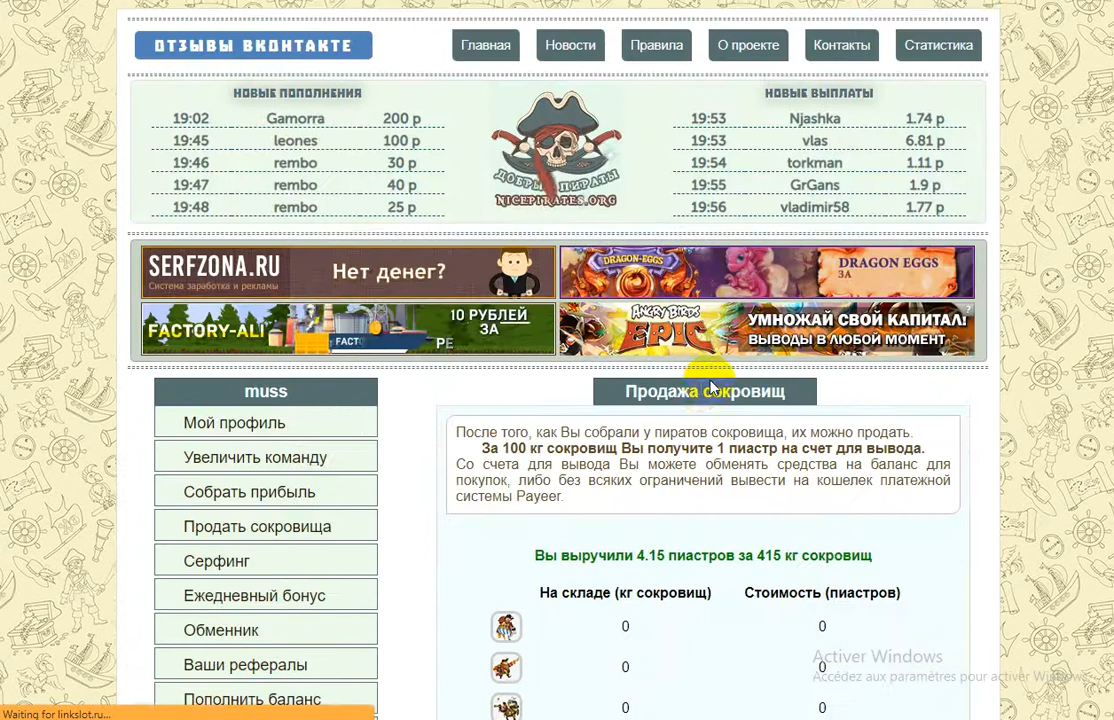 ОТЗЫВЫ ВКОНТАКТЕ
Главная
Новости
Правила
О проекте
Контакты
Статистика
НОВЫЕ ПОПОЛНЕНИЯ
19:02 Gamorra 200 р
19:45 leones 100 р
19:46 rembo 30 р
19:47 rembo 40 р
19:48 rembo 25 р
ДОБРЫЕ ПИРАТЫ
NICEPIRATES.ORG
НОВЫЕ ВЫПЛАТЫ
19:53 Njashka 1.74 р
19:53 vlas 6.81 р
19:54 torkman 1.11 р
19:55 GrGans 1.9 р
19:56 vladimir58 1.77 р
SERFZONA.RU
Система заработка и рекламы
Нет денег?
DRAGON-EGGS
DRAGON EGGS
ЗА
FACTORY-ALI
FACT
10 РУБЛЕЙ
ЗА
РЕ
ANGRY BIRDS
EPIC
УМНОЖАЙ СВОЙ КАПИТАЛ!
ВЫВОДЫ В ЛЮБОЙ МОМЕНТ
muss
Мой профиль
Увеличить команду
Собрать прибыль
Продать сокровища
Серфинг
Ежедневный бонус
Обменник
Ваши рефералы
Пополнить баланс
Продажа сокровищ
После того, как Вы собрали у пиратов сокровища, их можно продать.
За 100 кг сокровищ Вы получите 1 пиастр на счет для вывода.
Со счета для вывода Вы можете обменять средства на баланс для
покупок, либо без всяких ограничений вывести на кошелек платежной
системы Payeer.
Вы выручили 4.15 пиастров за 415 кг сокровищ
На складе (кг сокровищ) Стоимость (пиастров)
0 0
0 0
0 0
Activer Windows
Accédez aux paramètres pour activer Windows.
Waiting for linkslot.ru...